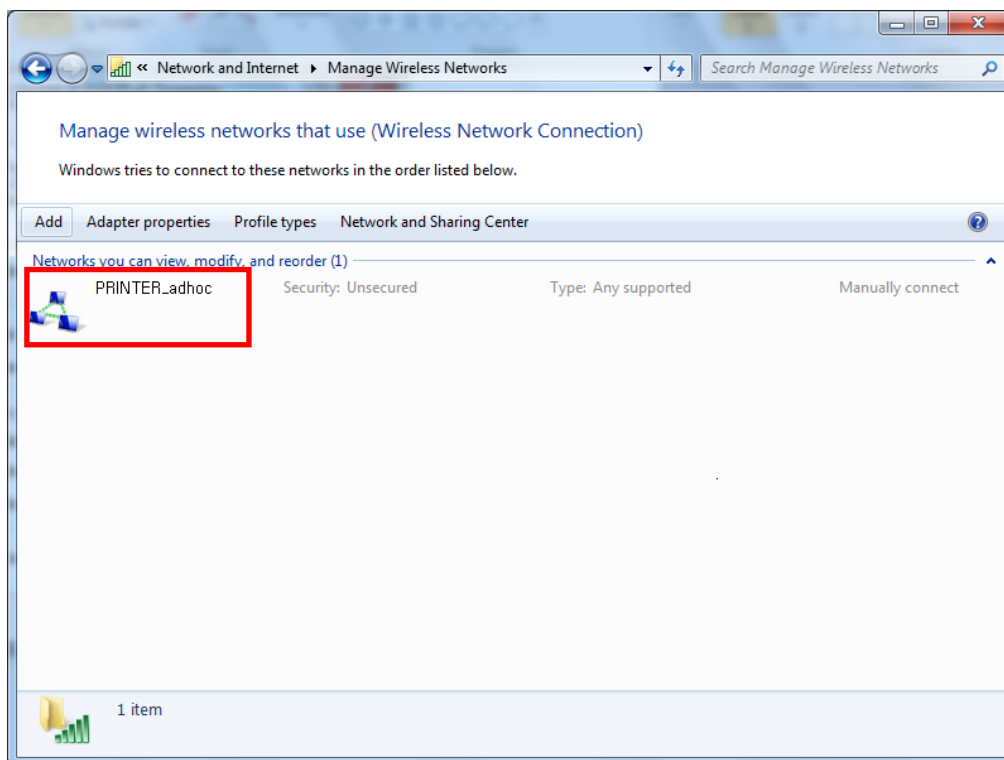 « Network and Internet Manage Wireless Networks Search Manage Wireless Networks
Manage wireless networks that use (Wireless Network Connection)
Windows tries to connect to these networks in the order listed below.
Add Adapter properties Profile types Network and Sharing Center
Networks you can view, modify, and reorder (1)
PRINTER_adhoc Security: Unsecured Type: Any supported Manually connect
1 item